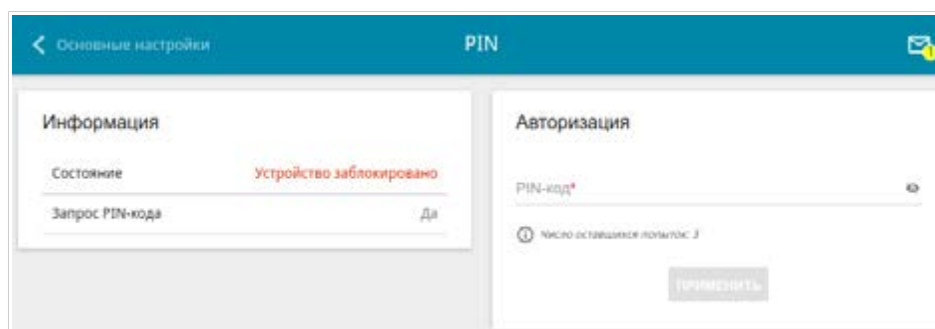 Основные настройки
PIN
1
Информация
Состояние Устройство заблокировано
Запрос PIN-кода Да
Авторизация
PIN-код*
Число оставшихся попыток: 3
ПРИМЕНИТЬ